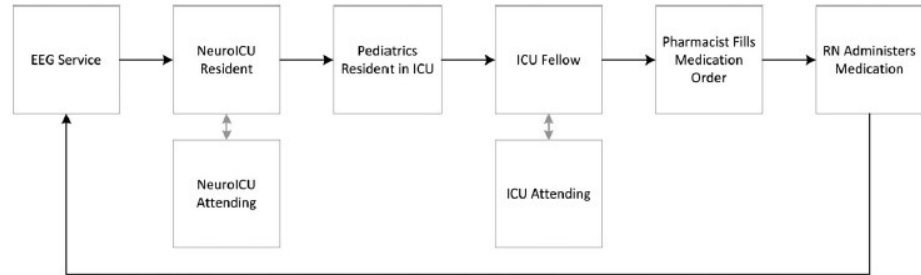 EEG Service
NeuroICU
Resident
Pediatrics
Resident in ICU
ICU Fellow
Pharmacist Fills
Medication
Order
RN Administers
Medication
NeuroICU
Attending
ICU Attending